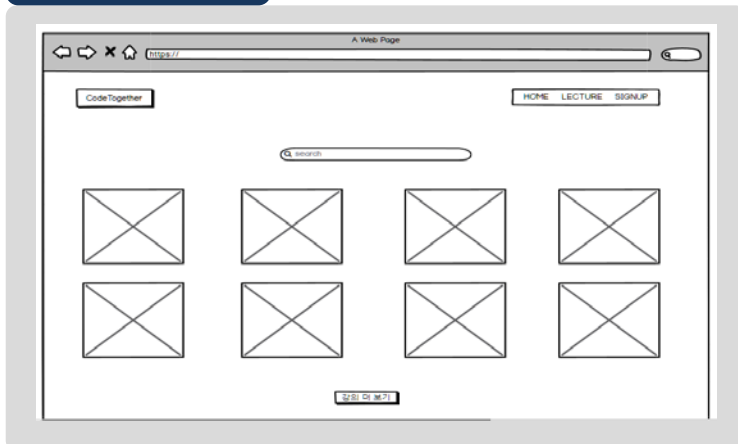 A Web Page
https://
CodeTogether
HOME LECTURE SIGNUP
search
강의 더 보기